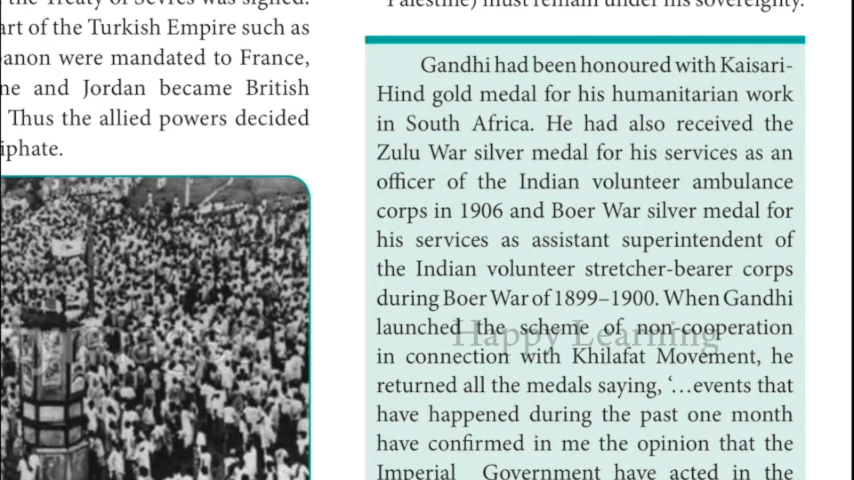 the Treaty of Sevres was signed.
art of the Turkish Empire such as
anon were mandated to France,
ne and Jordan became British
Thus the allied powers decided
iphate.
Palestine) must remain under his sovereignty.
Gandhi had been honoured with Kaisari-
Hind gold medal for his humanitarian work
in South Africa. He had also received the
Zulu War silver medal for his services as an
officer of the Indian volunteer ambulance
corps in 1906 and Boer War silver medal for
his services as assistant superintendent of
the Indian volunteer stretcher-bearer corps
during Boer War of 1899–1900. When Gandhi
launched the scheme of non-cooperation
in connection with Khilafat Movement, he
returned all the medals saying, ‘…events that
have happened during the past one month
have confirmed in me the opinion that the
Imperial Government have acted in the
Happy Learning